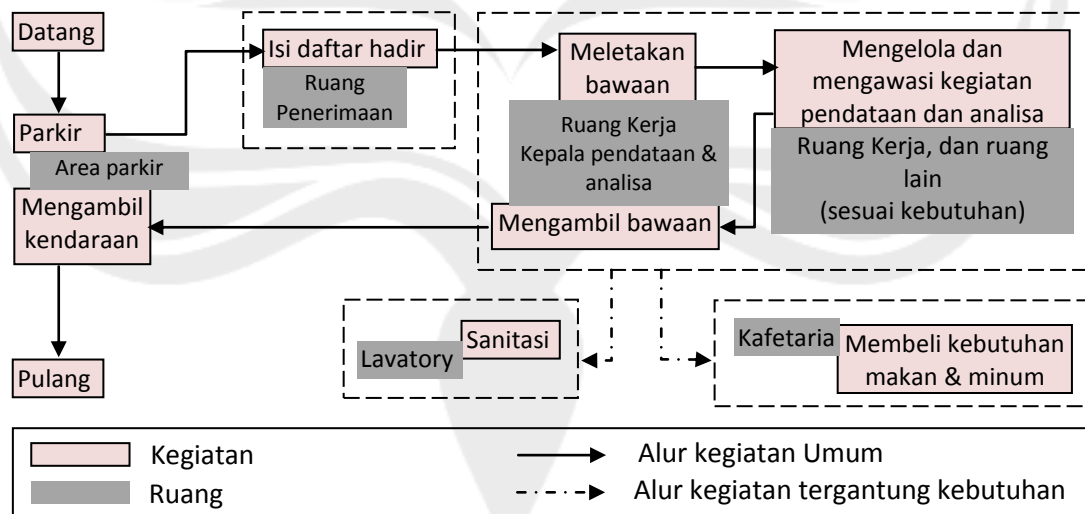 Datang
Parkir
Area parkir
Mengambil
kendaraan
Pulang
Isi daftar hadir
Ruang
Penerimaan
Meletakan
bawaan
Ruang Kerja
Kepala pendataan &
analisa
Mengambil bawaan
Mengelola dan
mengawasi kegiatan
pendataan dan analisa
Ruang Kerja, dan ruang
lain
(sesuai kebutuhan)
Sanitasi
Lavatory
Kafetaria
Membeli kebutuhan
makan & minum
Kegiatan
Ruang
Alur kegiatan Umum
Alur kegiatan tergantung kebutuhan